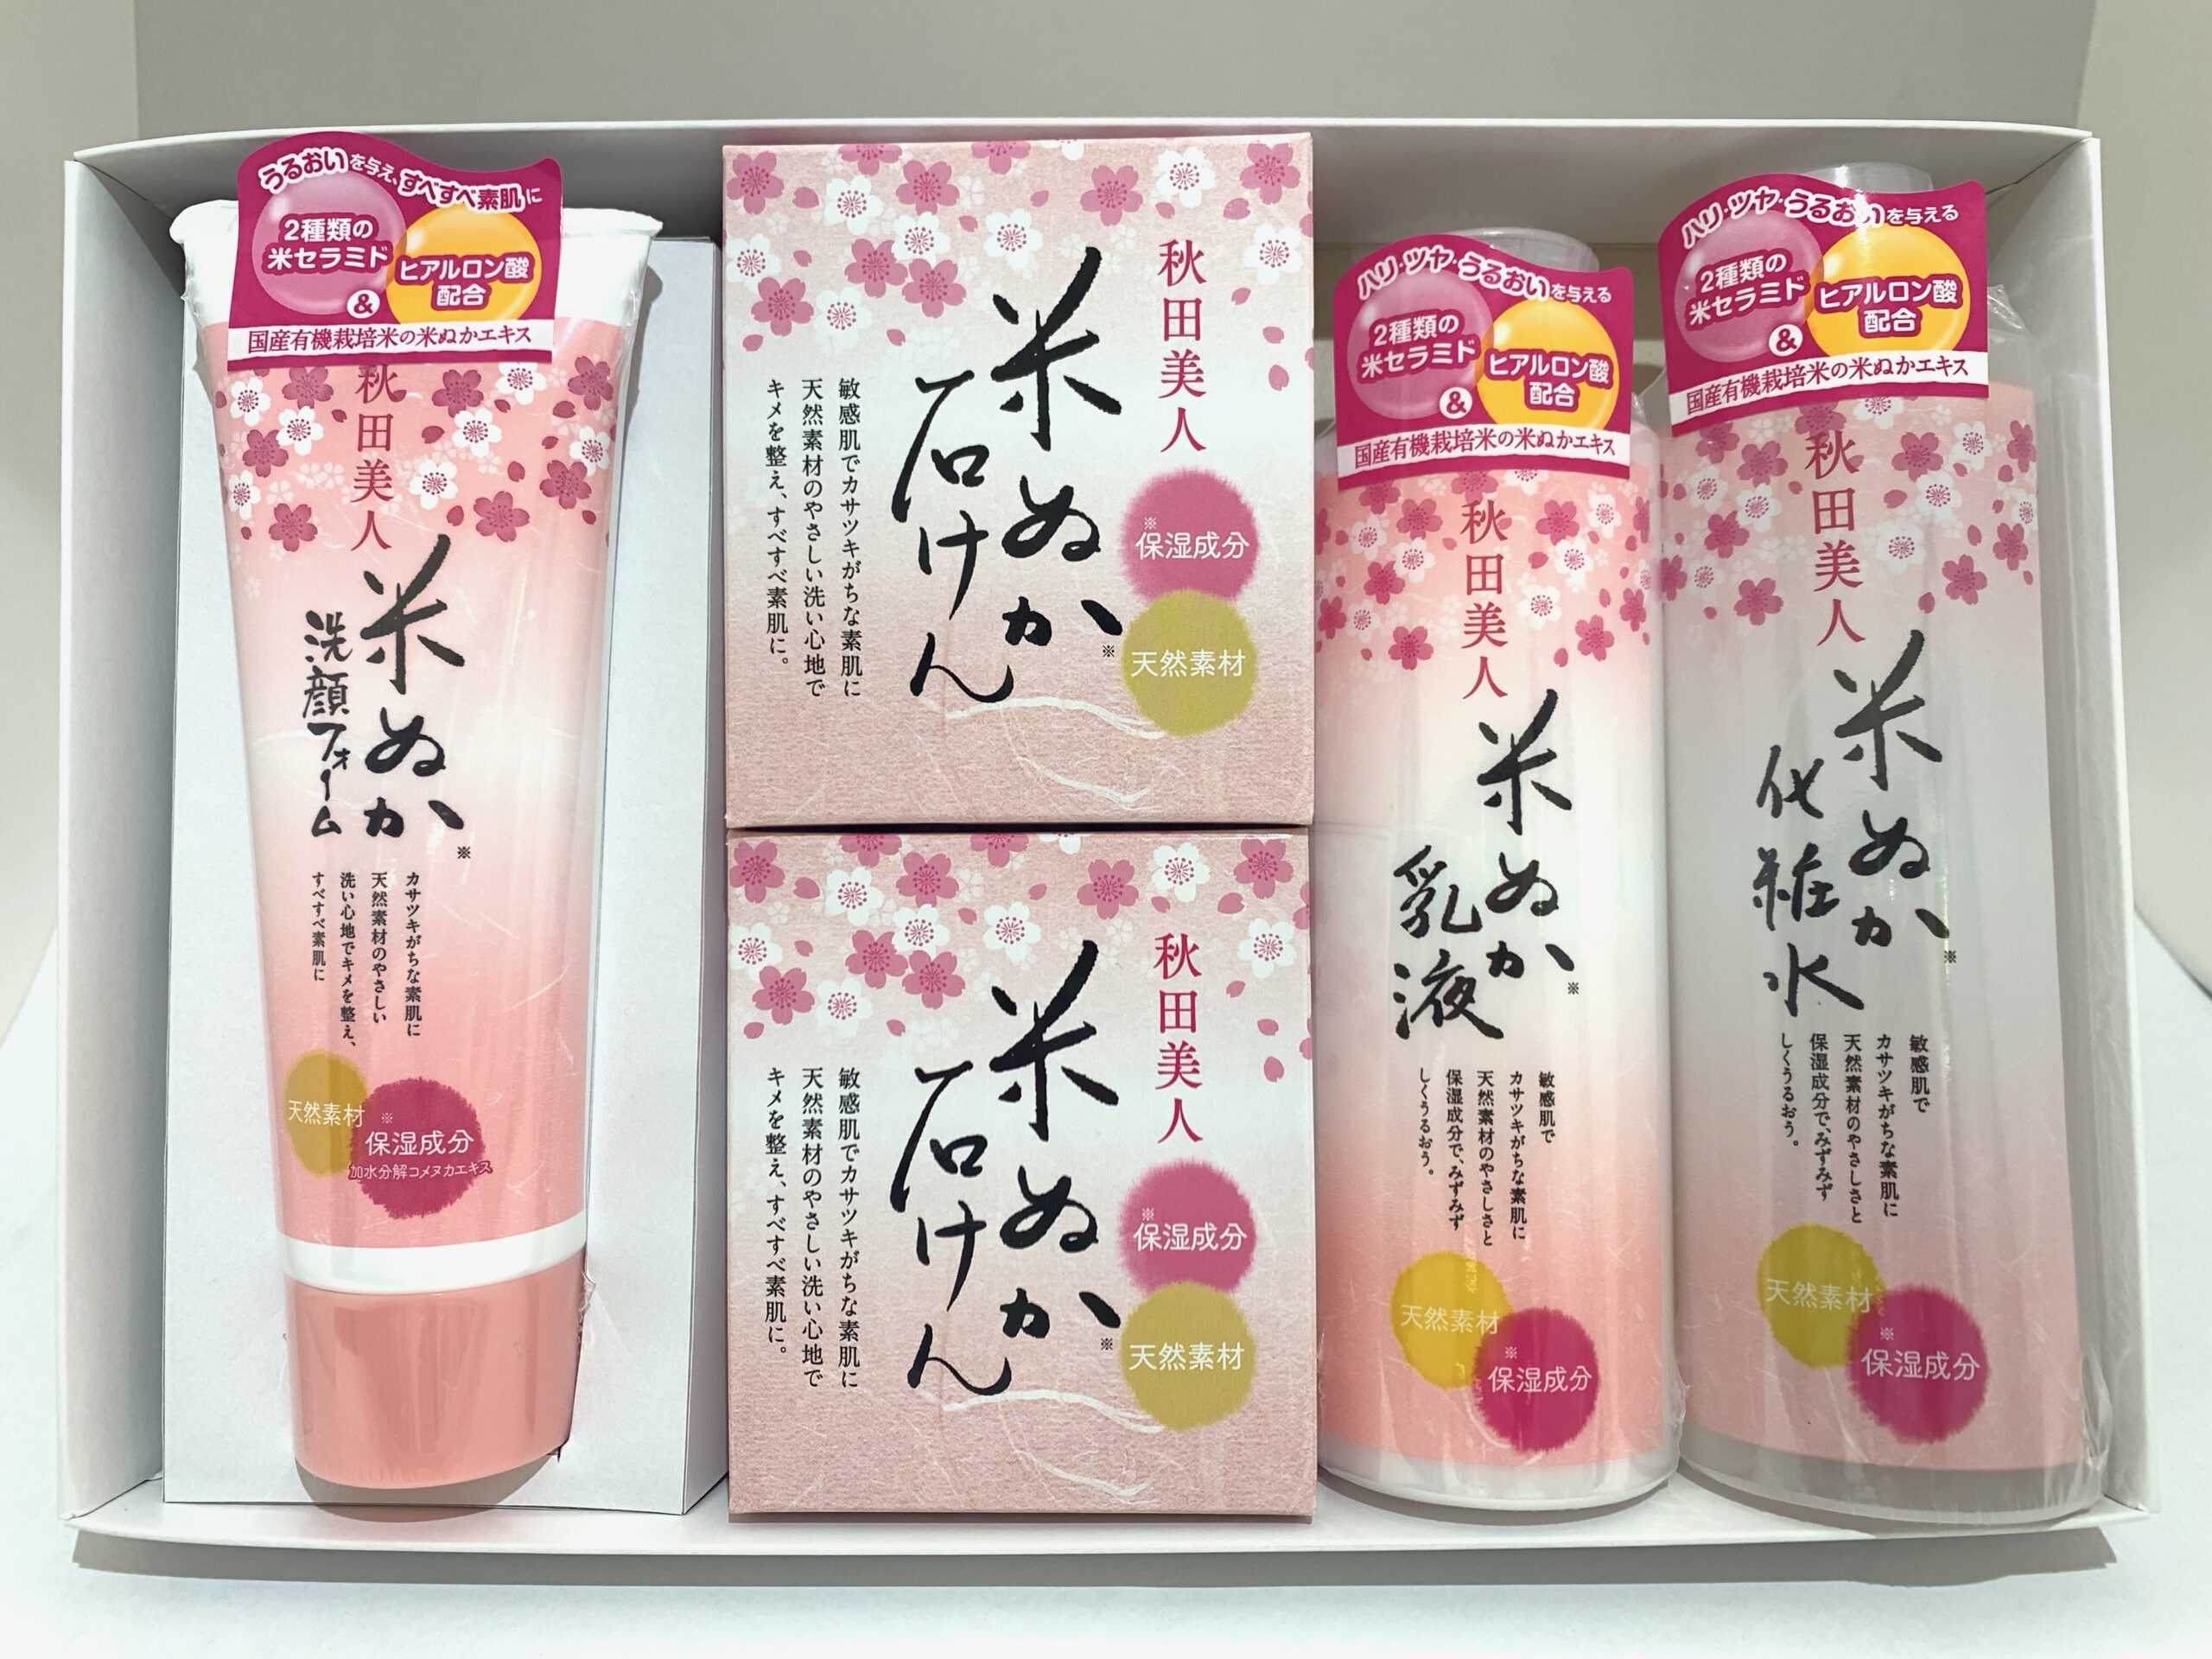 うるおいを与え、すべすべ素肌に
2種類の
米セラミド
&
ヒアルロン酸
配合
国産有機栽培米の米ぬかエキス
秋田美人
米ぬか※
洗顔フォーム
カサツキがちな素肌に
天然素材のやさしい
洗い心地でキメを整え、
すべすべ素肌に
天然素材
※
保湿成分
加水分解コメヌカエキス
秋田美人
米ぬか※
石けん
敏感肌でカサツキがちな素肌に
天然素材のやさしい洗い心地で
キメを整え、すべすべ素肌に。
※
保湿成分
天然素材
秋田美人
米ぬか※
石けん
敏感肌でカサツキがちな素肌に
天然素材のやさしい洗い心地で
キメを整え、すべすべ素肌に。
※
保湿成分
天然素材
ハリ・ツヤ・うるおいを与える
2種類の
米セラミド
&
ヒアルロン酸
配合
国産有機栽培米の米ぬかエキス
秋田美人
米ぬか※
乳液
敏感肌で
カサツキがちな素肌に
天然素材のやさしさと
保湿成分で、みずみず
しくうるおう。
天然素材
※
保湿成分
ハリ・ツヤ・うるおいを与える
2種類の
米セラミド
&
ヒアルロン酸
配合
国産有機栽培米の米ぬかエキス
秋田美人
米ぬか※
化粧水
敏感肌で
カサツキがちな素肌に
天然素材のやさしさと
保湿成分で、みずみず
しくうるおう。
天然素材
※
保湿成分